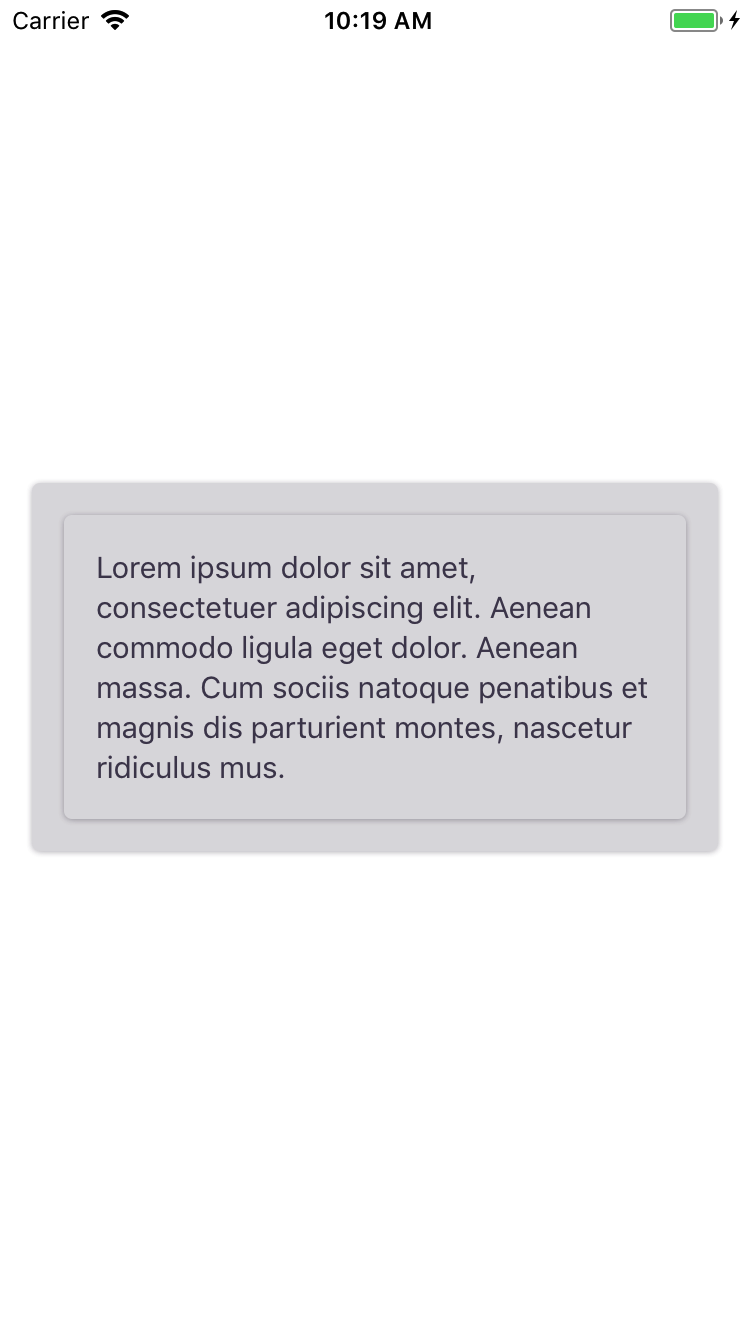 Carrier 10:19 AM
Lorem ipsum dolor sit amet,
consectetuer adipiscing elit. Aenean
commodo ligula eget dolor. Aenean
massa. Cum sociis natoque penatibus et
magnis dis parturient montes, nascetur
ridiculus mus.